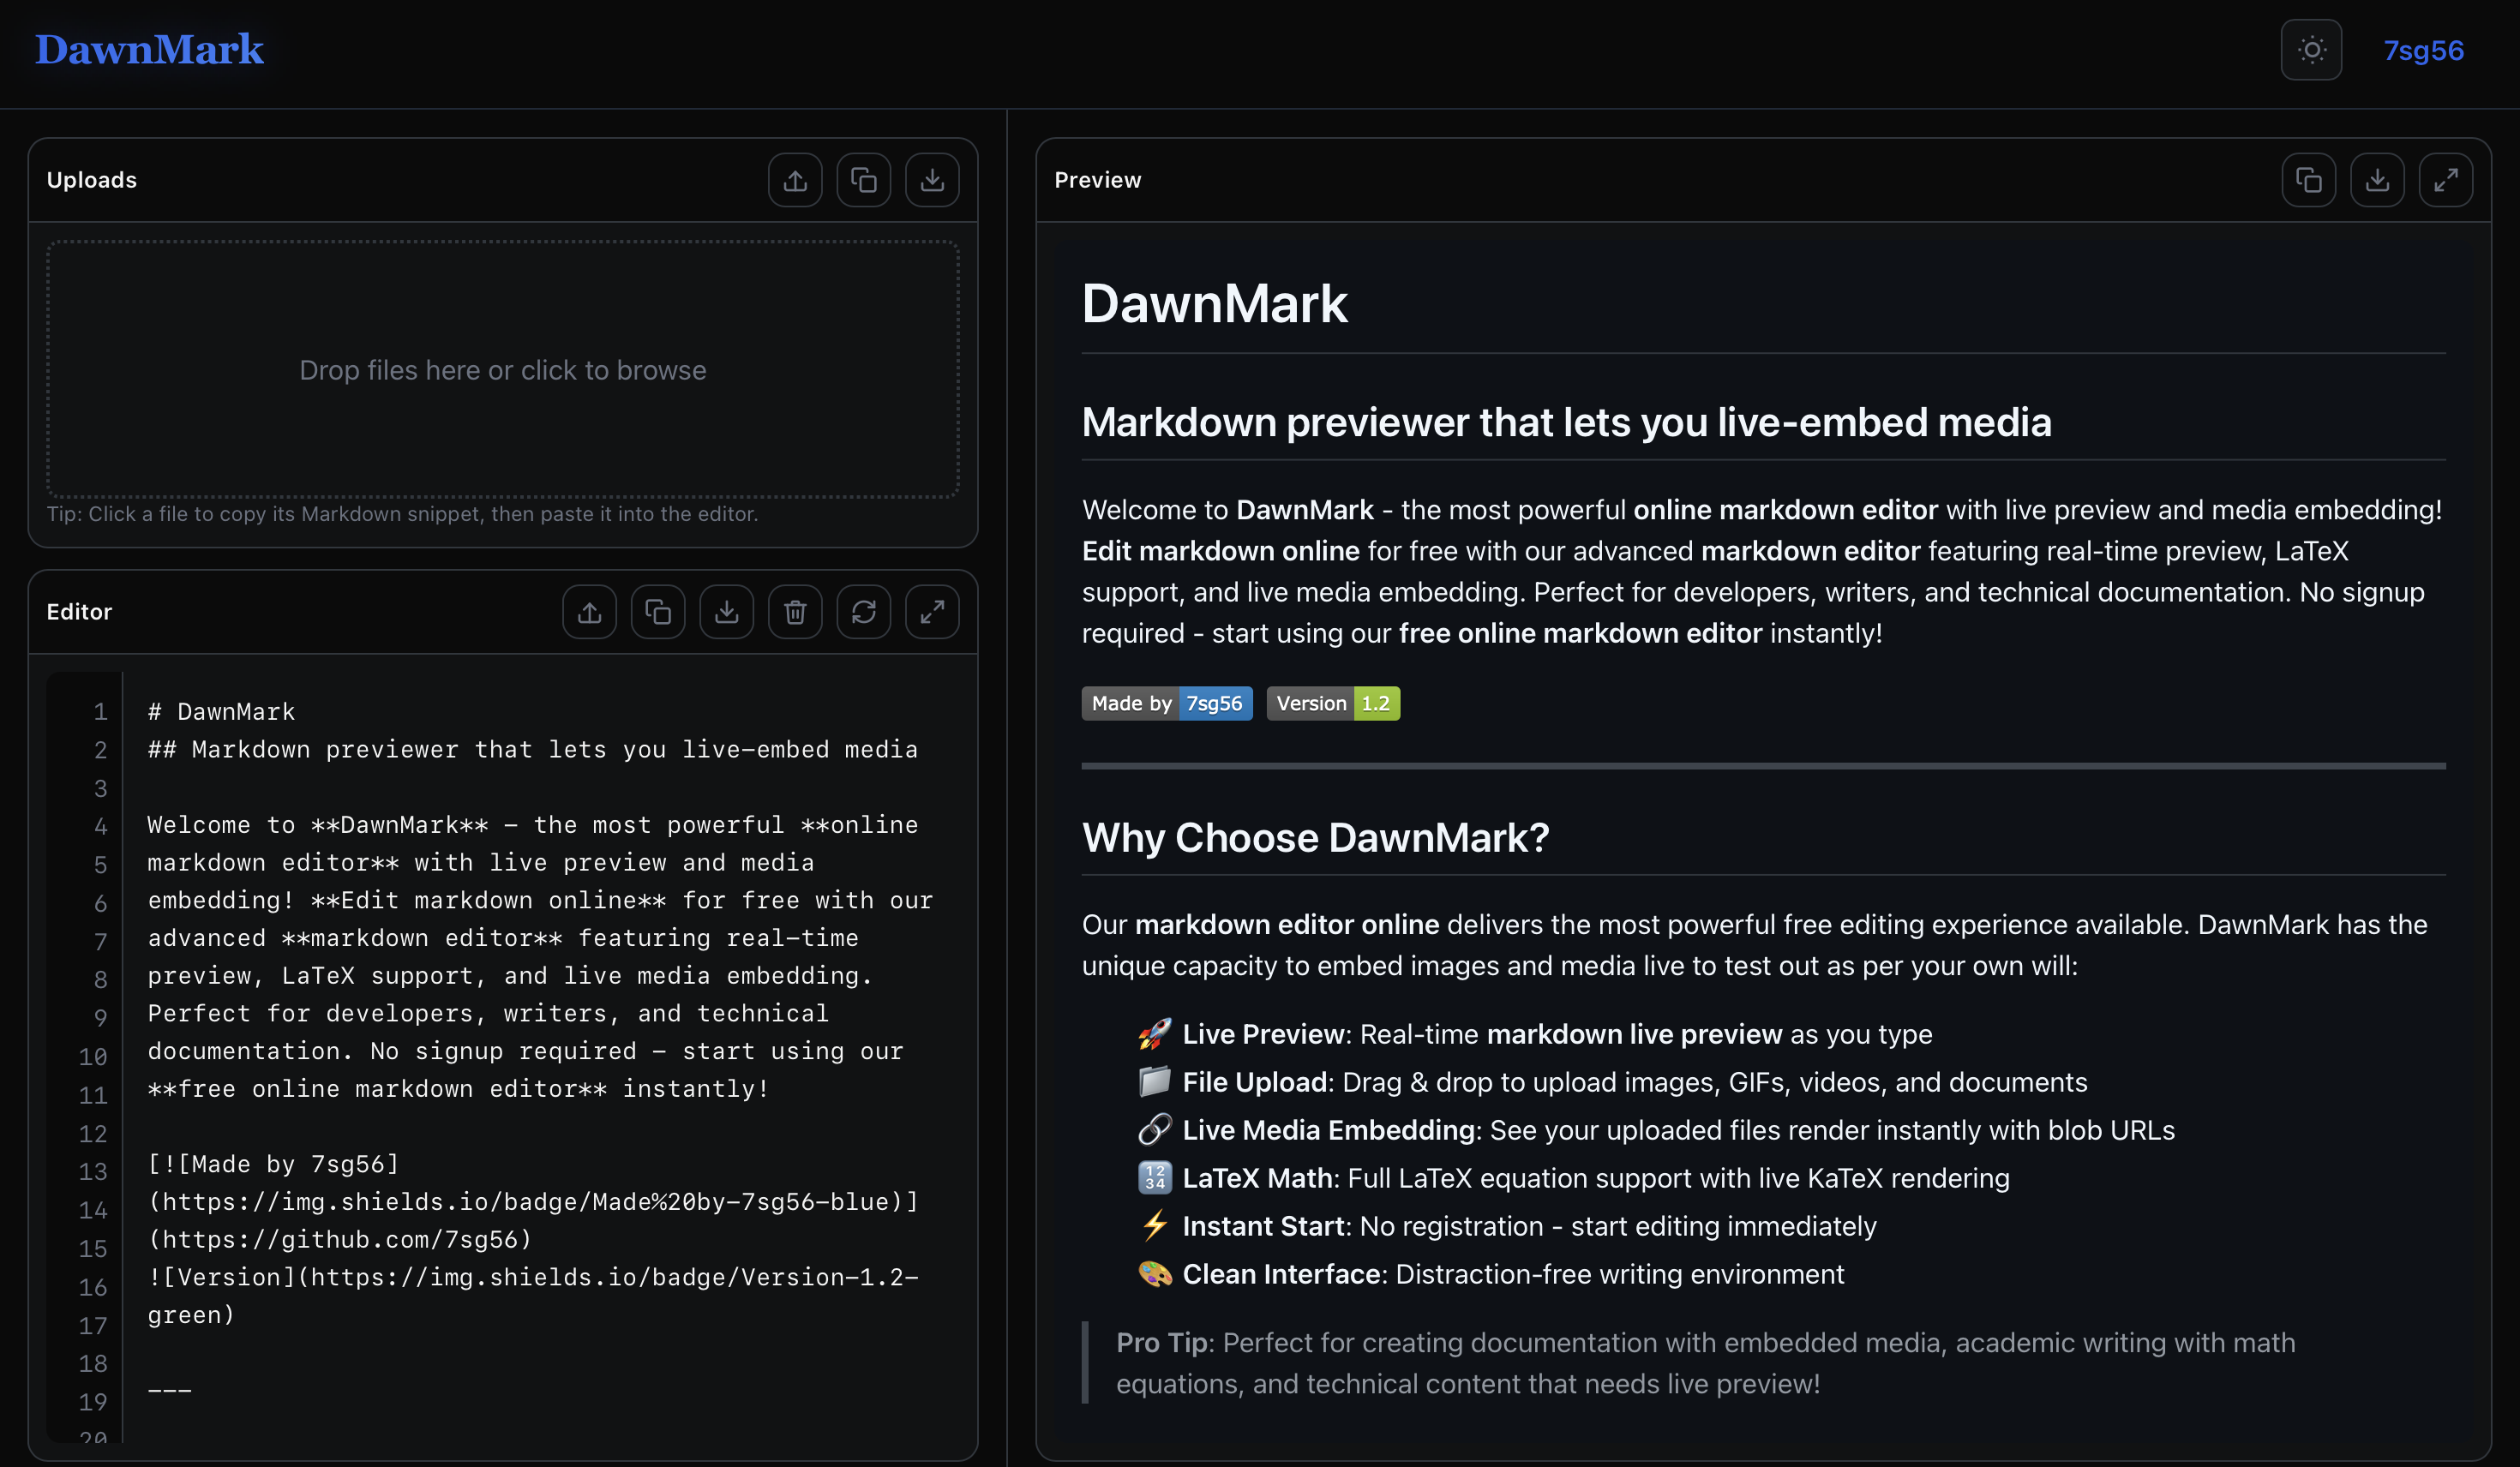 DawnMark
7sg56
Uploads
Drop files here or click to browse
Tip: Click a file to copy its Markdown snippet, then paste it into the editor.
Editor
1
2
3
4
5
6
7
8
9
10
11
12
13
14
15
16
17
18
19
20
# DawnMark
## Markdown previewer that lets you live-embed media
Welcome to **DawnMark** - the most powerful **online
markdown editor** with live preview and media
embedding! **Edit markdown online** for free with our
advanced **markdown editor** featuring real-time
preview, LaTeX support, and live media embedding.
Perfect for developers, writers, and technical
documentation. No signup required - start using our
**free online markdown editor** instantly!
[![Made by 7sg56]
(https://img.shields.io/badge/Made%20by-7sg56-blue)]
(https://github.com/7sg56)
![Version](https://img.shields.io/badge/Version-1.2-
green)
---
Preview
DawnMark
Markdown previewer that lets you live-embed media
Welcome to DawnMark - the most powerful online markdown editor with live preview and media embedding!
Edit markdown online for free with our advanced markdown editor featuring real-time preview, LaTeX
support, and live media embedding. Perfect for developers, writers, and technical documentation. No signup
required - start using our free online markdown editor instantly!
Made by 7sg56 Version 1.2
Why Choose DawnMark?
Our markdown editor online delivers the most powerful free editing experience available. DawnMark has the
unique capacity to embed images and media live to test out as per your own will:
🚀 Live Preview: Real-time markdown live preview as you type
📁 File Upload: Drag & drop to upload images, GIFs, videos, and documents
🔗 Live Media Embedding: See your uploaded files render instantly with blob URLs
🔢 LaTeX Math: Full LaTeX equation support with live KaTeX rendering
⚡ Instant Start: No registration - start editing immediately
🎨 Clean Interface: Distraction-free writing environment
Pro Tip: Perfect for creating documentation with embedded media, academic writing with math
equations, and technical content that needs live preview!